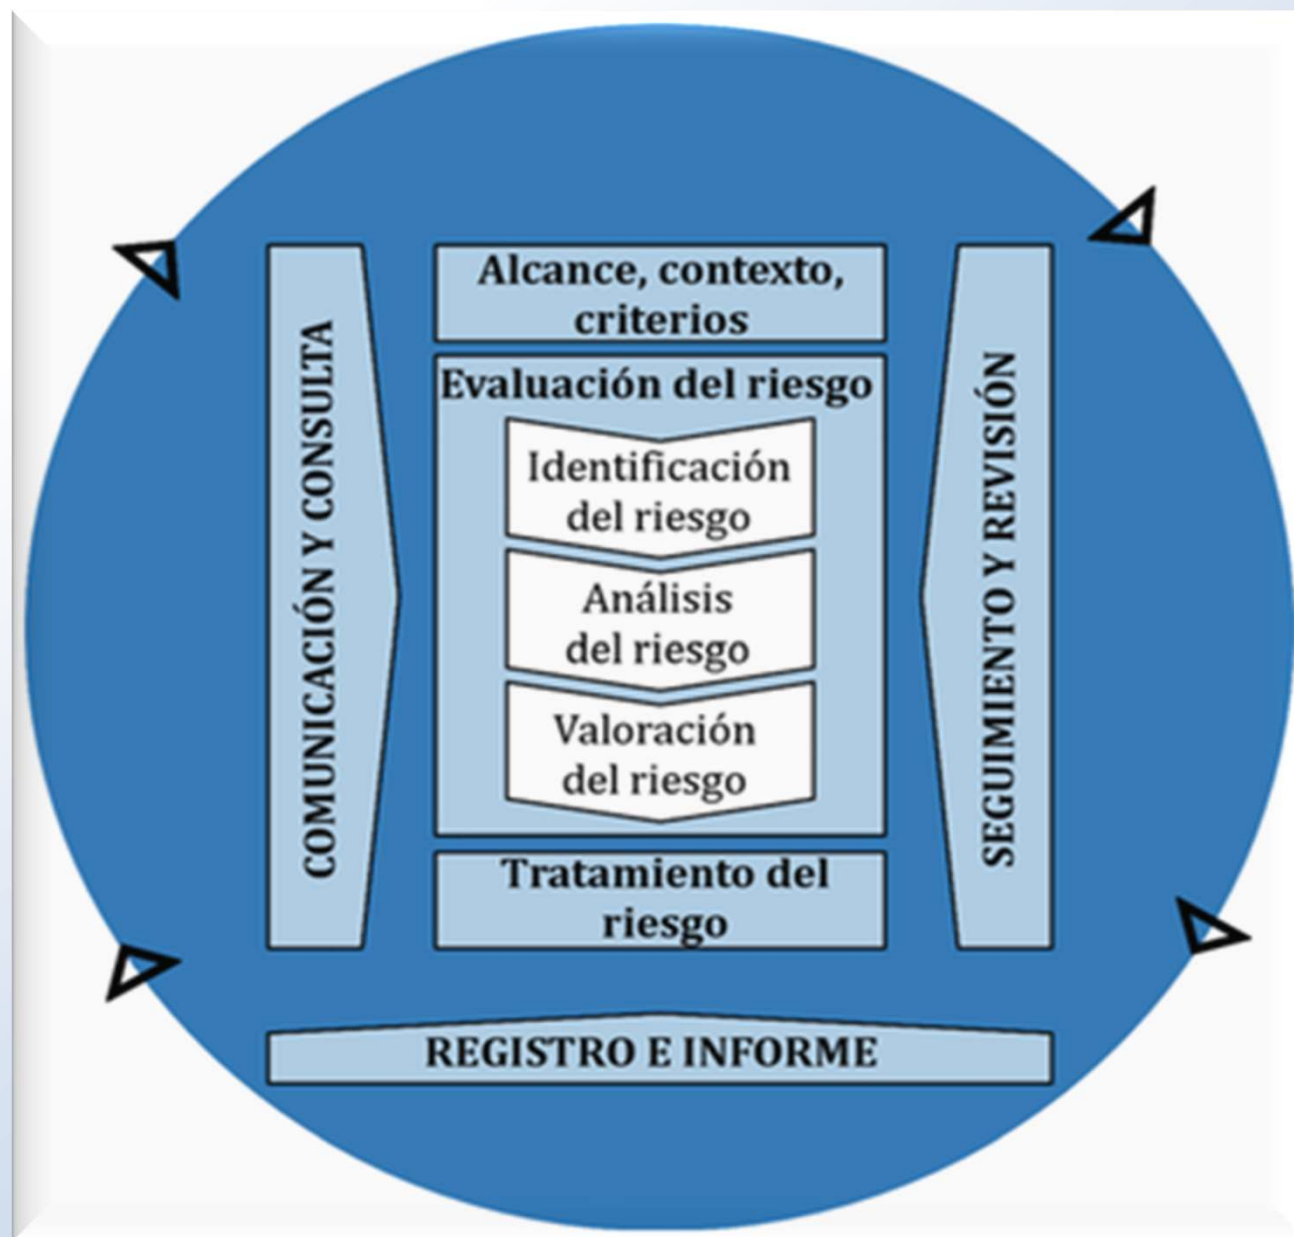 Alcance, contexto,
criterios
Evaluación del riesgo
Identificación
del riesgo
Análisis
del riesgo
Valoración
del riesgo
Tratamiento del
riesgo
COMUNICACIÓN Y CONSULTA
SEGUIMIENTO Y REVISIÓN
REGISTRO E INFORME